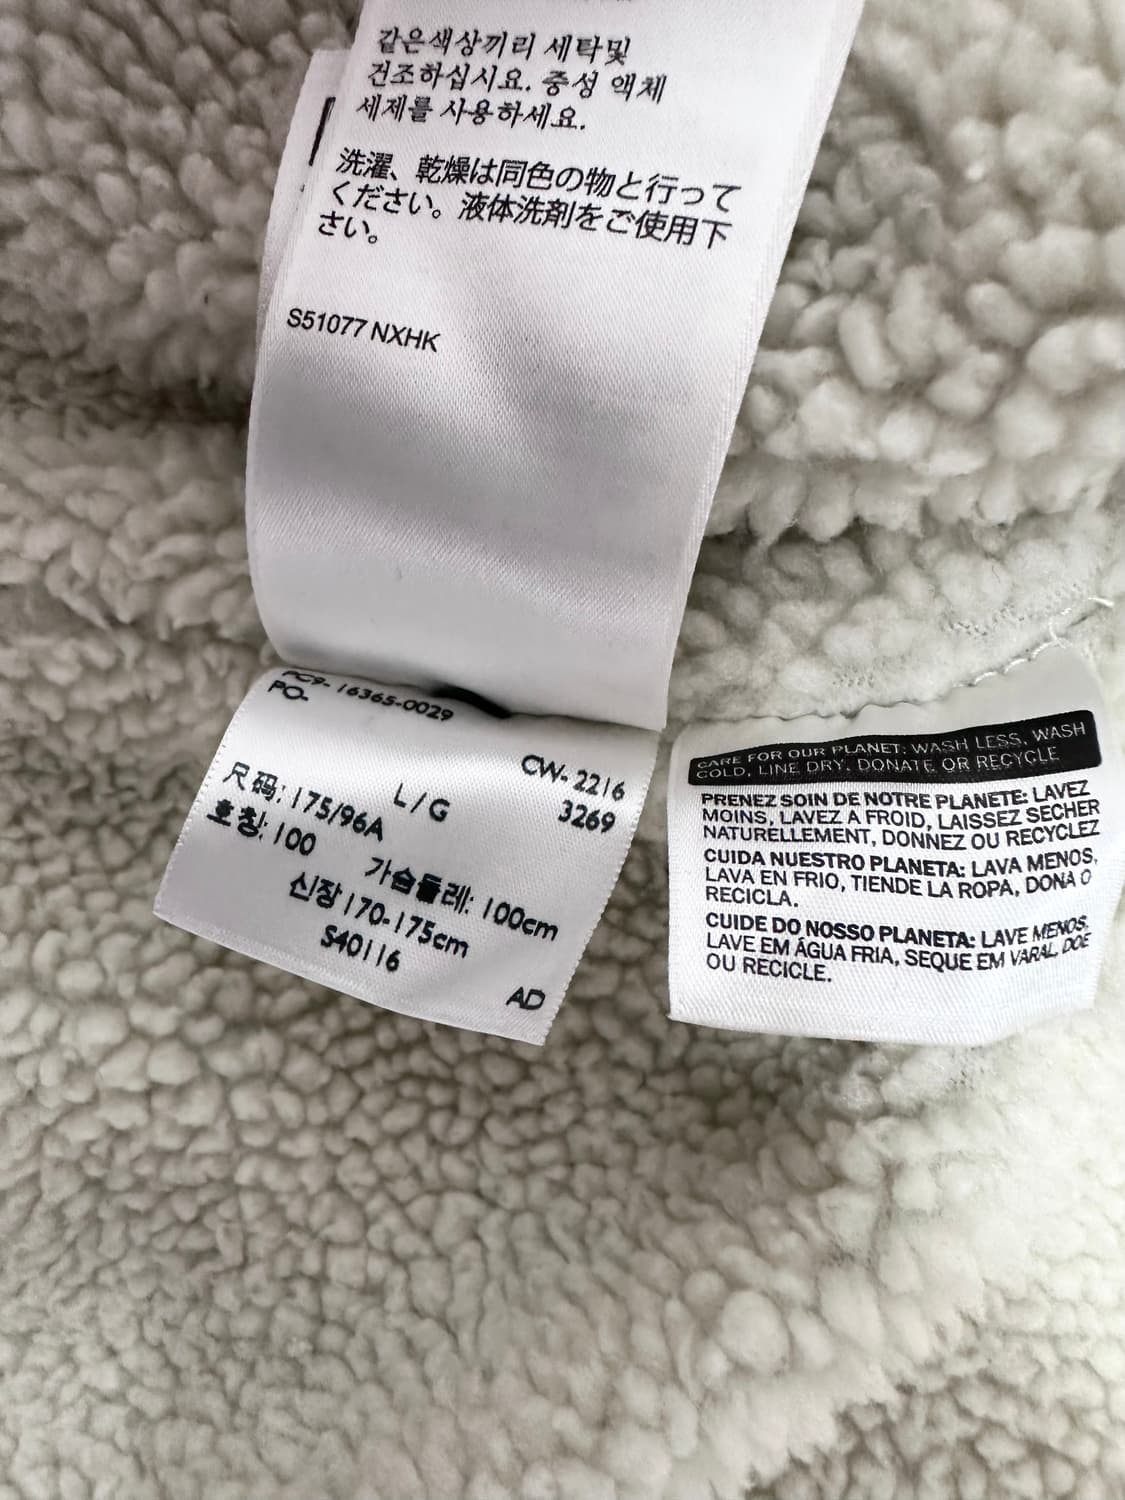 같은색상끼리 세탁및
건조하십시요. 중성 액체
세제를 사용하세요.
洗濯、乾燥は同色の物と行って
ください。液体洗剤をご使用下
さい。
S51077 NXHK
PC9-16365-0029
PO-
CW-2216
3269
L/G
尺码: 175/96A
호칭: 100
가슴둘레: 100cm
신장 170-175cm
S40116
AD
CARE FOR OUR PLANET: WASH LESS, WASH
COLD, LINE DRY, DONATE OR RECYCLE
PRENEZ SOIN DE NOTRE PLANETE: LAVEZ
MOINS, LAVEZ A FROID, LAISSEZ SECHER
NATURELLEMENT, DONNEZ OU RECYCLEZ
CUIDA NUESTRO PLANETA: LAVA MENOS,
LAVA EN FRIO, TIENDE LA ROPA, DONA O
RECICLA.
CUIDE DO NOSSO PLANETA: LAVE MENOS,
LAVE EM ÁGUA FRIA, SEQUE EM VARAL, DOE
OU RECICLE.